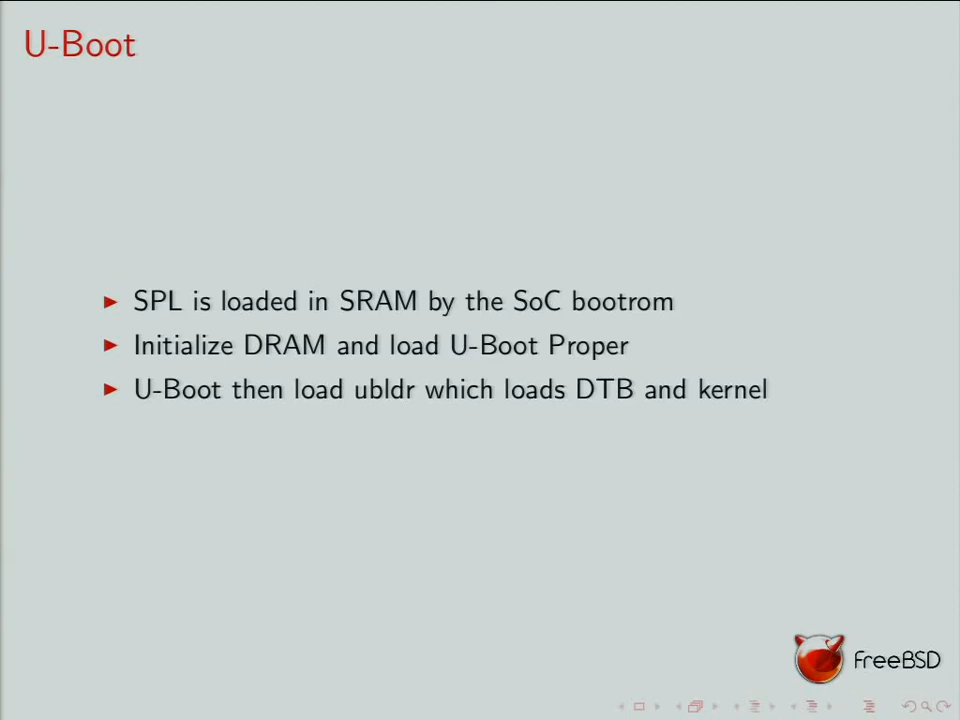 U-Boot
SPL is loaded in SRAM by the SoC bootrom
Initialize DRAM and load U-Boot Proper
U-Boot then load ubldr which loads DTB and kernel
FreeBSD